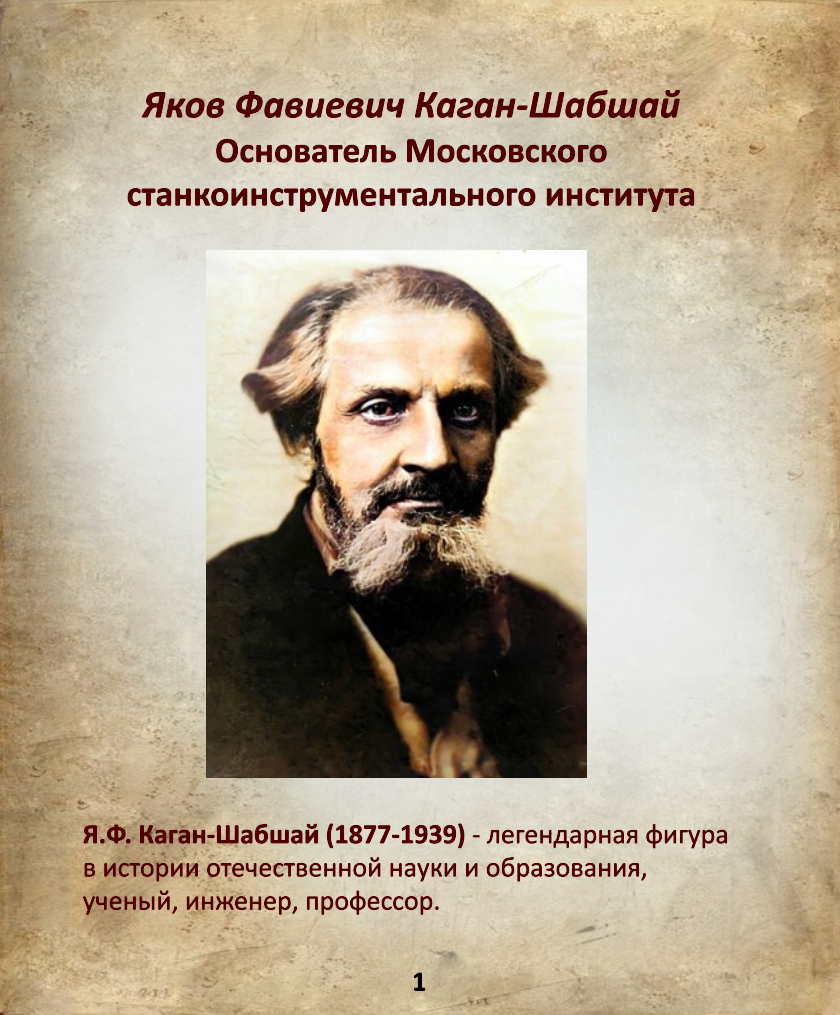 Яков Фавиевич Каган-Шабшай
Основатель Московского
станкоинструментального института
Я.Ф. Каган-Шабшай (1877-1939) - легендарная фигура
в истории отечественной науки и образования,
ученый, инженер, профессор.
1